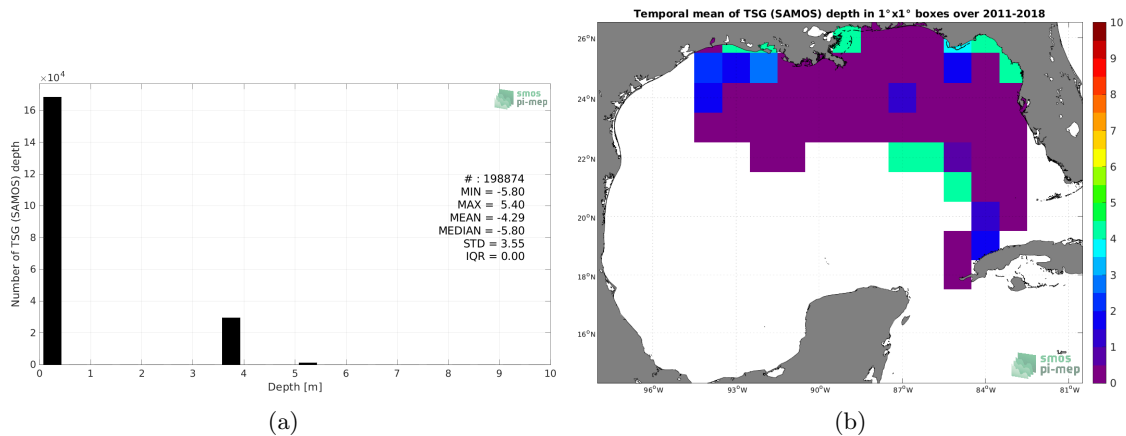 ×10⁴
16
14
12
10
8
6
4
2
0
Number of TSG (SAMOS) depth
0 1 2 3 4 5 6 7 8 9 10
Depth [m]
smos
pi-mep
# : 198874
MIN = -5.80
MAX = 5.40
MEAN = -4.29
MEDIAN = -5.80
STD = 3.55
IQR = 0.00
(a)
Temporal mean of TSG (SAMOS) depth in 1°x1° boxes over 2011-2018
26°N
24°N
22°N
20°N
18°N
16°N
96°W 93°W 90°W 87°W 84°W 81°W
smos
pi-mep
10
9
8
7
6
5
4
3
2
1
0
(b)